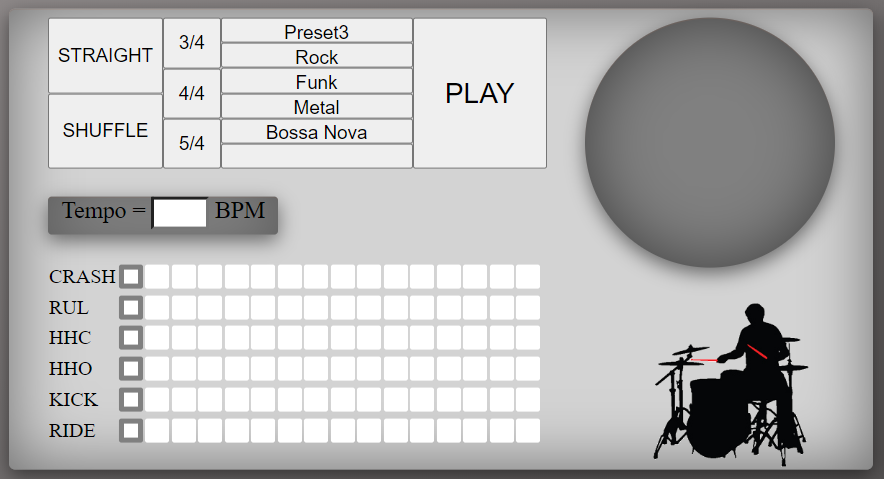 STRAIGHT
SHUFFLE
3/4
4/4
5/4
Preset3
Rock
Funk
Metal
Bossa Nova
PLAY
Tempo = BPM
CRASH
RUL
HHC
HHO
KICK
RIDE